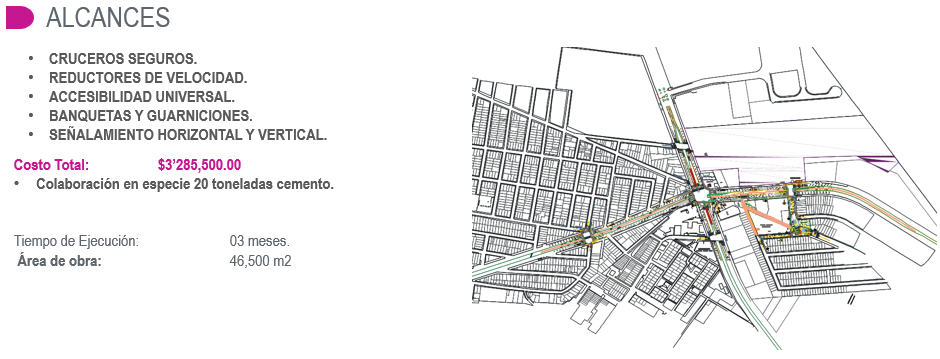 ALCANCES
• CRUCEROS SEGUROS.
• REDUCTORES DE VELOCIDAD.
• ACCESIBILIDAD UNIVERSAL.
• BANQUETAS Y GUARNICIONES.
• SEÑALAMIENTO HORIZONTAL Y VERTICAL.
Costo Total: $3’285,500.00
• Colaboración en especie 20 toneladas cemento.
Tiempo de Ejecución: 03 meses.
Área de obra: 46,500 m2